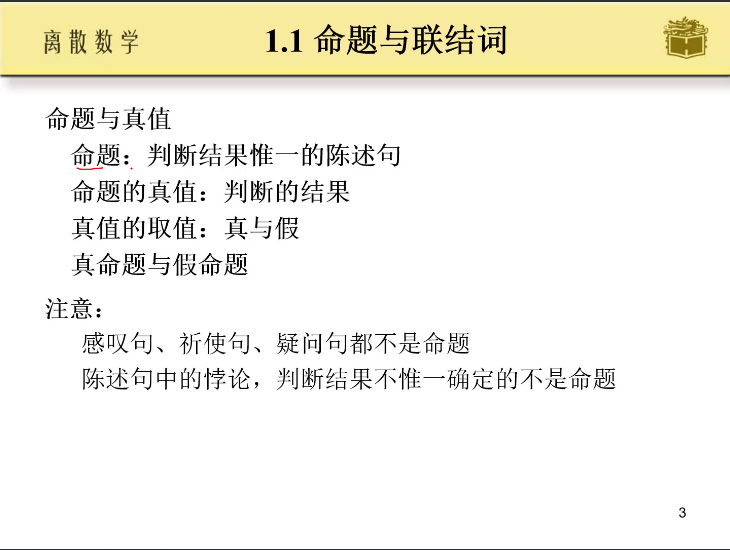 离散数学
1.1 命题与联结词
命题与真值
命题：判断结果惟一的陈述句
命题的真值：判断的结果
真值的取值：真与假
真命题与假命题
注意：
感叹句、祈使句、疑问句都不是命题
陈述句中的悖论，判断结果不惟一确定的不是命题
3